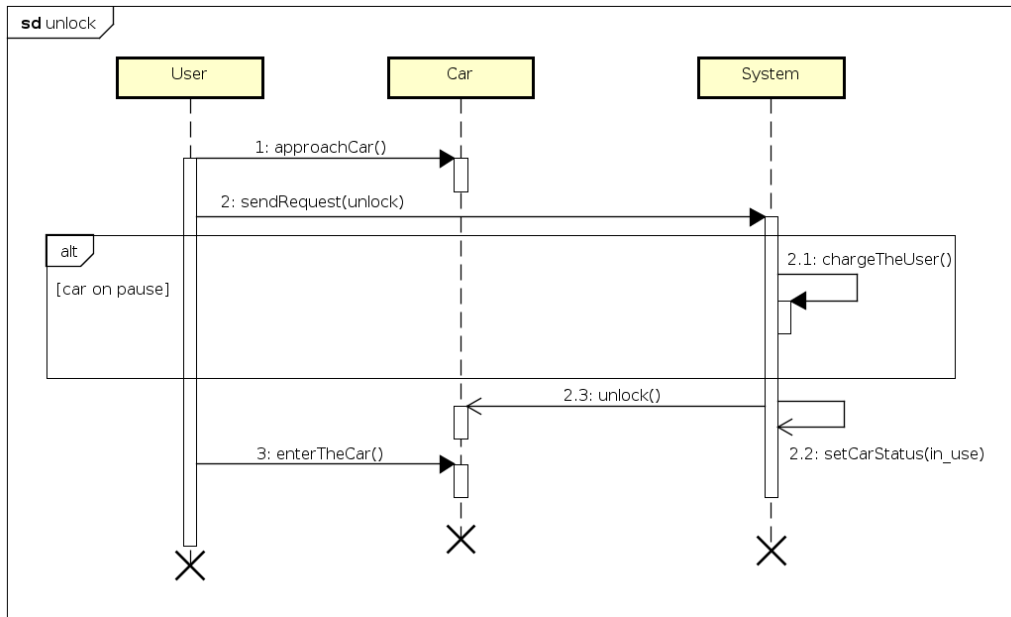 sd unlock
User
Car
System
1: approachCar()
2: sendRequest(unlock)
alt
[car on pause]
2.1: chargeTheUser()
2.3: unlock()
3: enterTheCar()
2.2: setCarStatus(in_use)